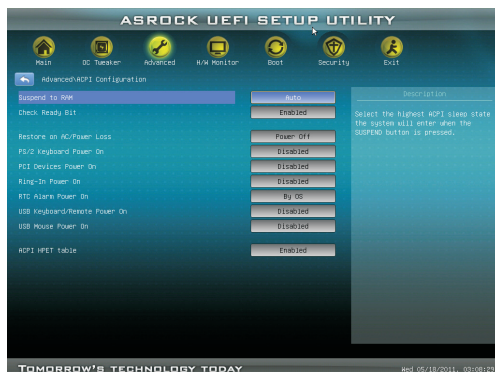 ASROCK UEFI SETUP UTILITY
Main OC Tweaker Advanced H/W Monitor Boot Security Exit
Advanced\ACPI Configuration
Suspend to RAM Auto
Check Ready Bit Enabled
Restore on AC/Power Loss Power Off
PS/2 Keyboard Power On Disabled
PCI Devices Power On Disabled
Ring-In Power On Disabled
RTC Alarm Power On By OS
USB Keyboard/Remote Power On Disabled
USB Mouse Power On Disabled
ACPI HPET table Enabled
Description
Select the highest ACPI sleep state
the system will enter when the
SUSPEND button is pressed.
TOMORROW'S TECHNOLOGY TODAY
Wed 05/18/2011, 03:08:29